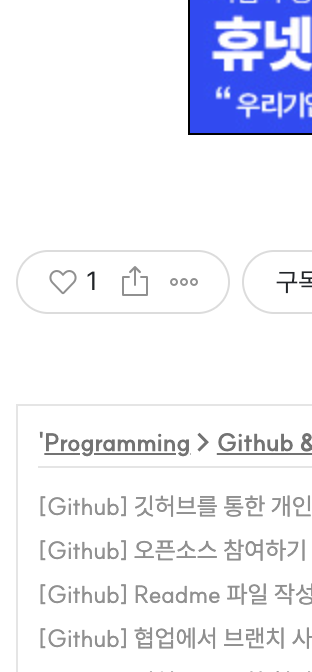 휴넷
“ 우리기업
1
구독
'Programming > Github &
[Github] 깃허브를 통한 개인
[Github] 오픈소스 참여하기
[Github] Readme 파일 작성
[Github] 협업에서 브랜치 사